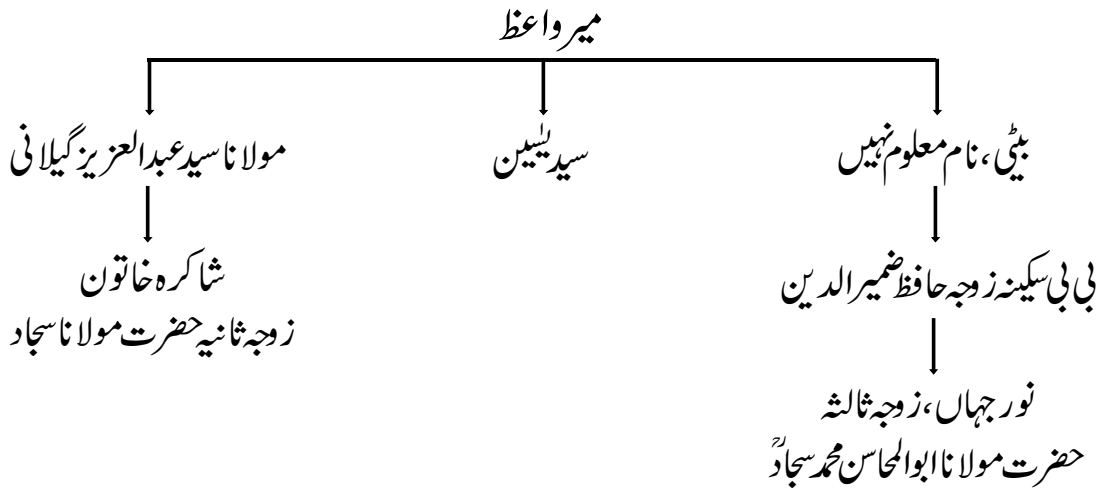 میر واعظ
بیٹی، نام معلوم نہیں
سید یٰسین
مولانا سید عبدالعزیز گیلانی
بی بی سکینہ زوجہ حافظ ضمیر الدین
شاکرہ خاتون
زوجہ ثانیہ حضرت مولانا سجاد
نور جہاں، زوجہ ثالثہ
حضرت مولانا ابوالمحاسن محمد سجادؒ